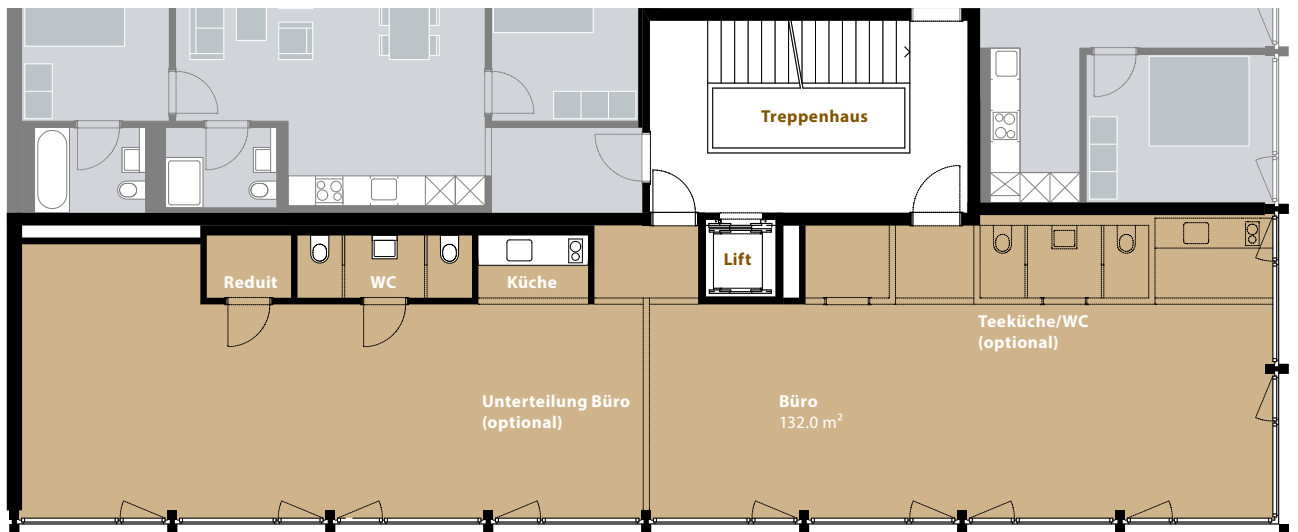 Treppenhaus
Lift
Reduit
WC
Küche
Teeküche/WC
(optional)
Unterteilung Büro
(optional)
Büro
132.0 m²